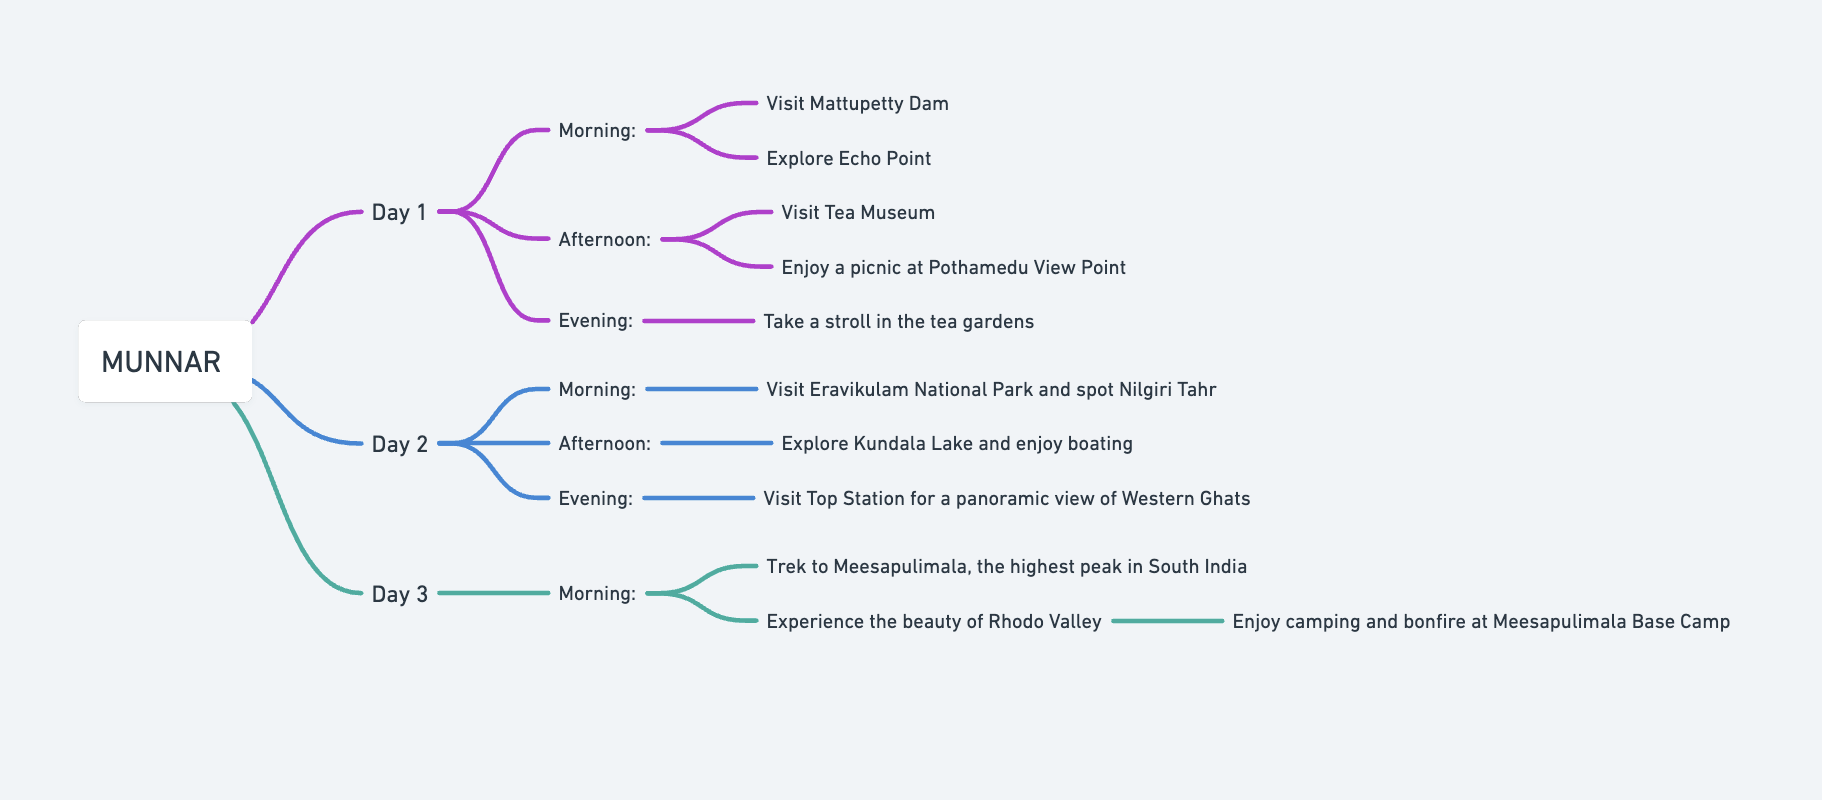 MUNNAR
Day 1
Morning:
Visit Mattupetty Dam
Explore Echo Point
Afternoon:
Visit Tea Museum
Enjoy a picnic at Pothamedu View Point
Evening:
Take a stroll in the tea gardens
Day 2
Morning:
Visit Eravikulam National Park and spot Nilgiri Tahr
Afternoon:
Explore Kundala Lake and enjoy boating
Evening:
Visit Top Station for a panoramic view of Western Ghats
Day 3
Morning:
Trek to Meesapulimala, the highest peak in South India
Experience the beauty of Rhodo Valley
Enjoy camping and bonfire at Meesapulimala Base Camp